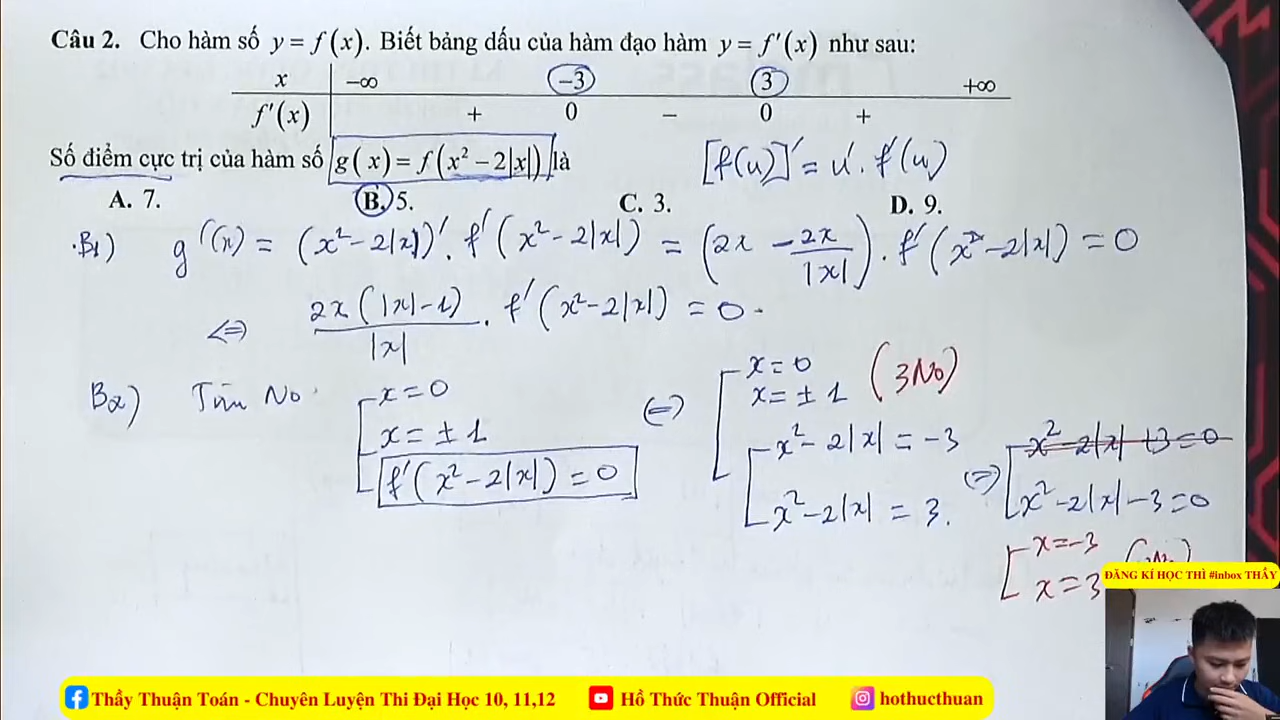 Câu 2. Cho hàm số y = f(x). Biết bảng dấu của hàm đạo hàm y = f'(x) như sau:
x −∞ −3 3 +∞
f'(x) + 0 − 0 +
Số điểm cực trị của hàm số g(x) = f(x² − 2|x|) là
[f(u)]' = u'. f'(u)
A. 7. B. 5. C. 3. D. 9.
B1) g'(x) = (x² − 2|x|)'. f'(x² − 2|x|) = (2x − 2x/|x|). f'(x² − 2|x|) = 0
⇔ 2x(|x| − 1)/|x| . f'(x² − 2|x|) = 0.
B2) Tìm No:
x = 0
x = ± 1
f'(x² − 2|x|) = 0
⇔
x = 0
x = ± 1 (3No)
x² − 2|x| = −3
x² − 2|x| = 3.
⇔
x² − 2|x| + 3 = 0
x² − 2|x| − 3 = 0
x = −3
x = 3
ĐĂNG KÍ HỌC THÌ #inbox THẦY
Thầy Thuận Toán - Chuyên Luyện Thi Đại Học 10, 11,12 Hồ Thức Thuận Official hothucthuan